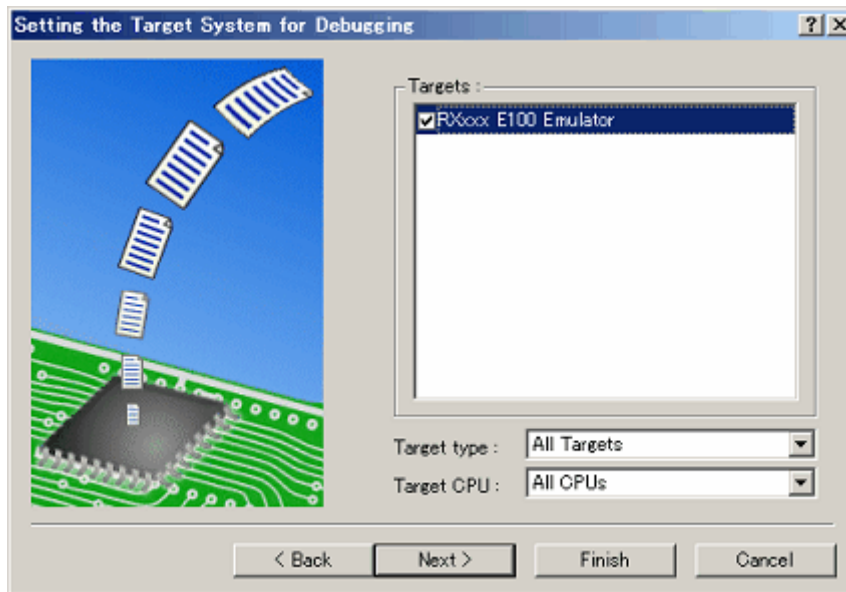 Setting the Target System for Debugging
Targets :
RXxxx E100 Emulator
Target type : All Targets
Target CPU : All CPUs
< Back Next > Finish Cancel